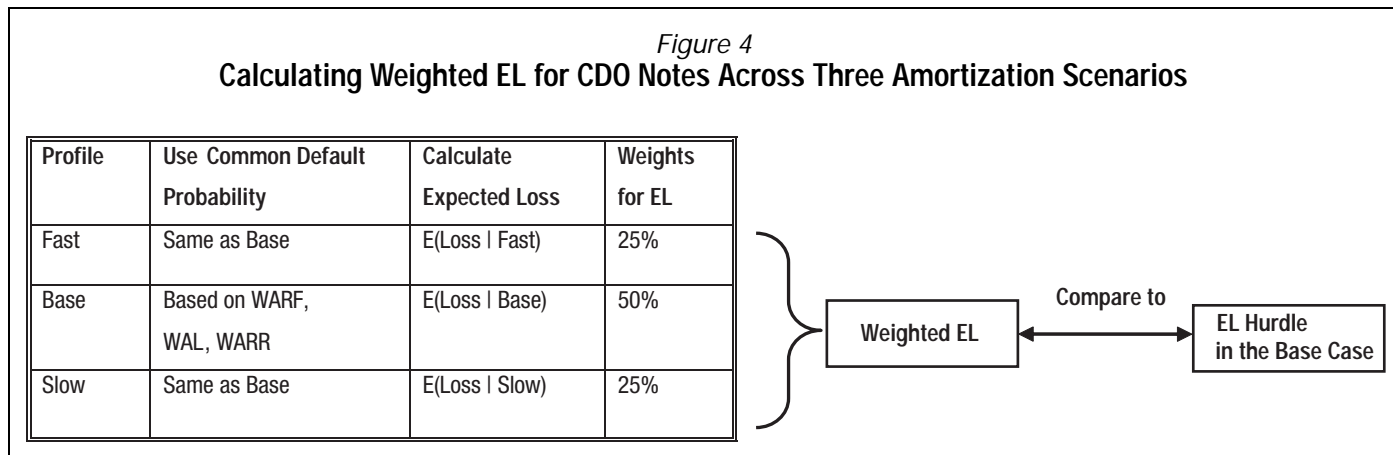 Figure 4
Calculating Weighted EL for CDO Notes Across Three Amortization Scenarios
Profile Use Common Default Calculate Weights
Probability Expected Loss for EL
Fast Same as Base E(Loss | Fast) 25%
Base Based on WARF, E(Loss | Base) 50%
WAL, WARR
Slow Same as Base E(Loss | Slow) 25%
Weighted EL
Compare to
EL Hurdle
in the Base Case